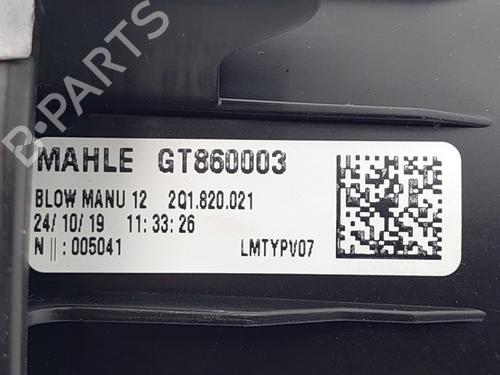 B-PARTS
MAHLE GT860003
BLOW MANU 12 2Q1.820.021
24/10/19 11:33:26
N||:005041 LMTYPV07